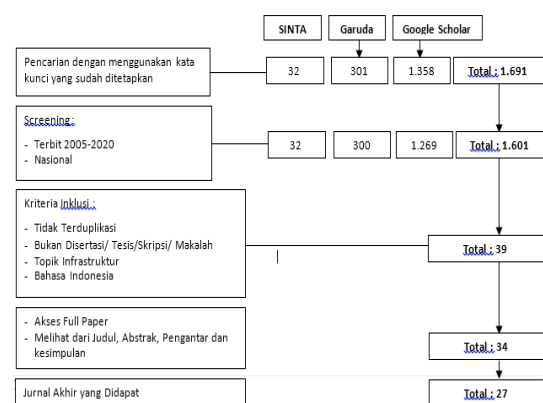 SINTA
Garuda
Google Scholar
Pencarian dengan menggunakan kata
kunci yang sudah ditetapkan
32
301
1.358
Total : 1.691
Screening :
- Terbit 2005-2020
- Nasional
32
300
1.269
Total : 1.601
Kriteria Inklusi :
- Tidak Terduplikasi
- Bukan Disertasi/ Tesis/Skripsi/ Makalah
- Topik Infrastruktur
- Bahasa Indonesia
Total : 39
- Akses Full Paper
- Melihat dari Judul, Abstrak, Pengantar dan
kesimpulan
Total : 34
Jurnal Akhir yang Didapat
Total : 27